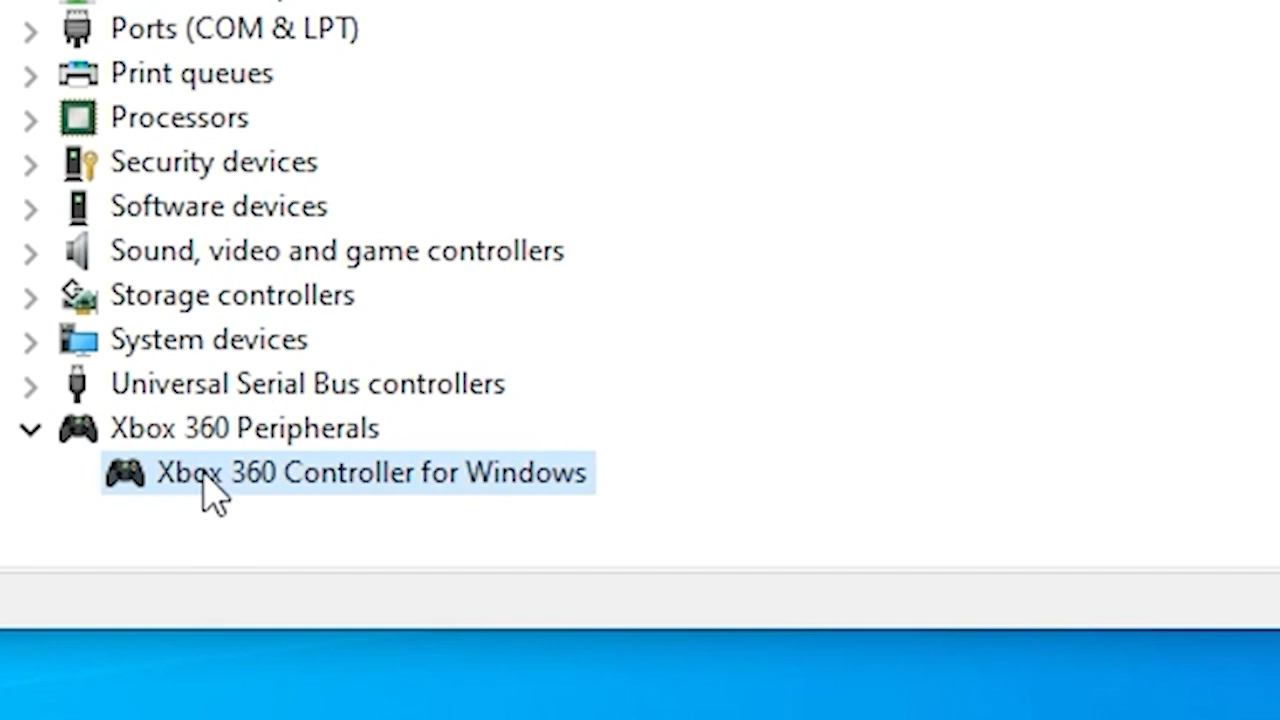 Ports (COM & LPT)
Print queues
Processors
Security devices
Software devices
Sound, video and game controllers
Storage controllers
System devices
Universal Serial Bus controllers
Xbox 360 Peripherals
Xbox 360 Controller for Windows